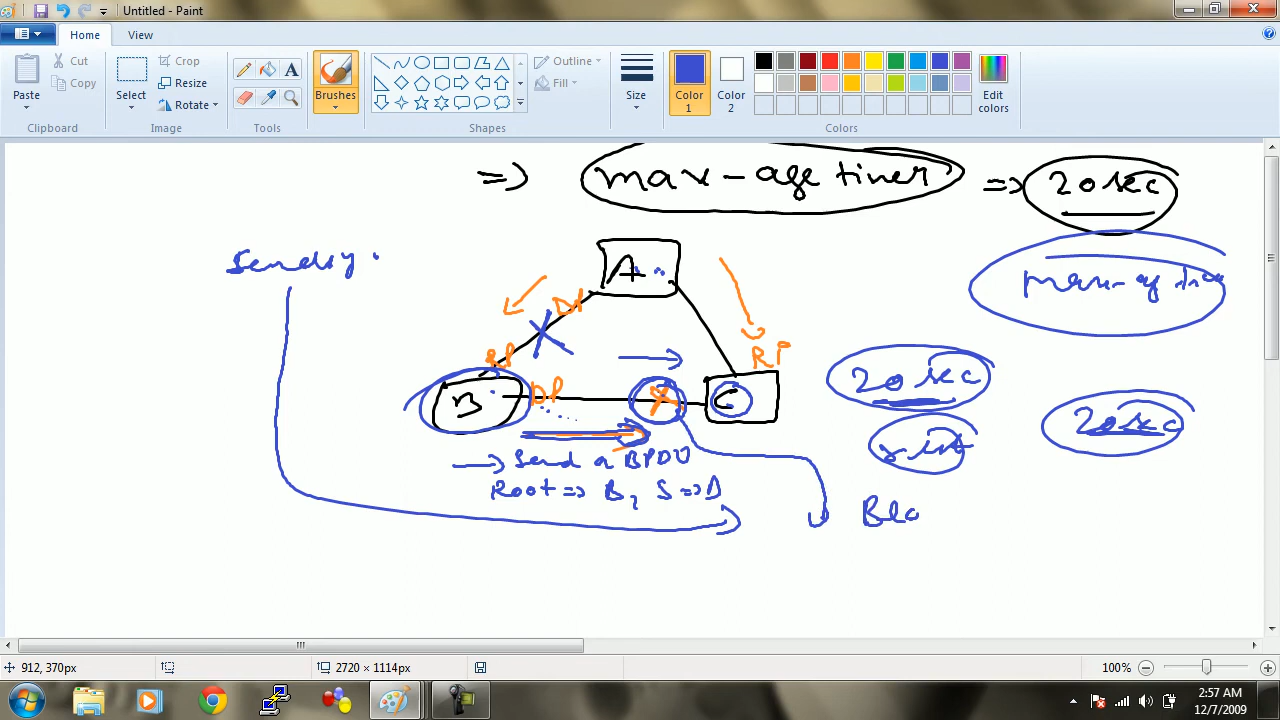 Untitled - Paint
Home
View
Paste
Cut
Copy
Clipboard
Select
Crop
Resize
Rotate
Image
Tools
Brushes
Outline
Fill
Shapes
Size
Color 1
Color 2
Edit colors
Colors
=> max-age timer => 20sec
A
DP
RP
RP
B
DP
X
C
20 sec
20sec
-> Send a BPDU
Root => B, S =>
Blo
912, 370px
2720 × 1114px
100%
2:57 AM
12/7/2009